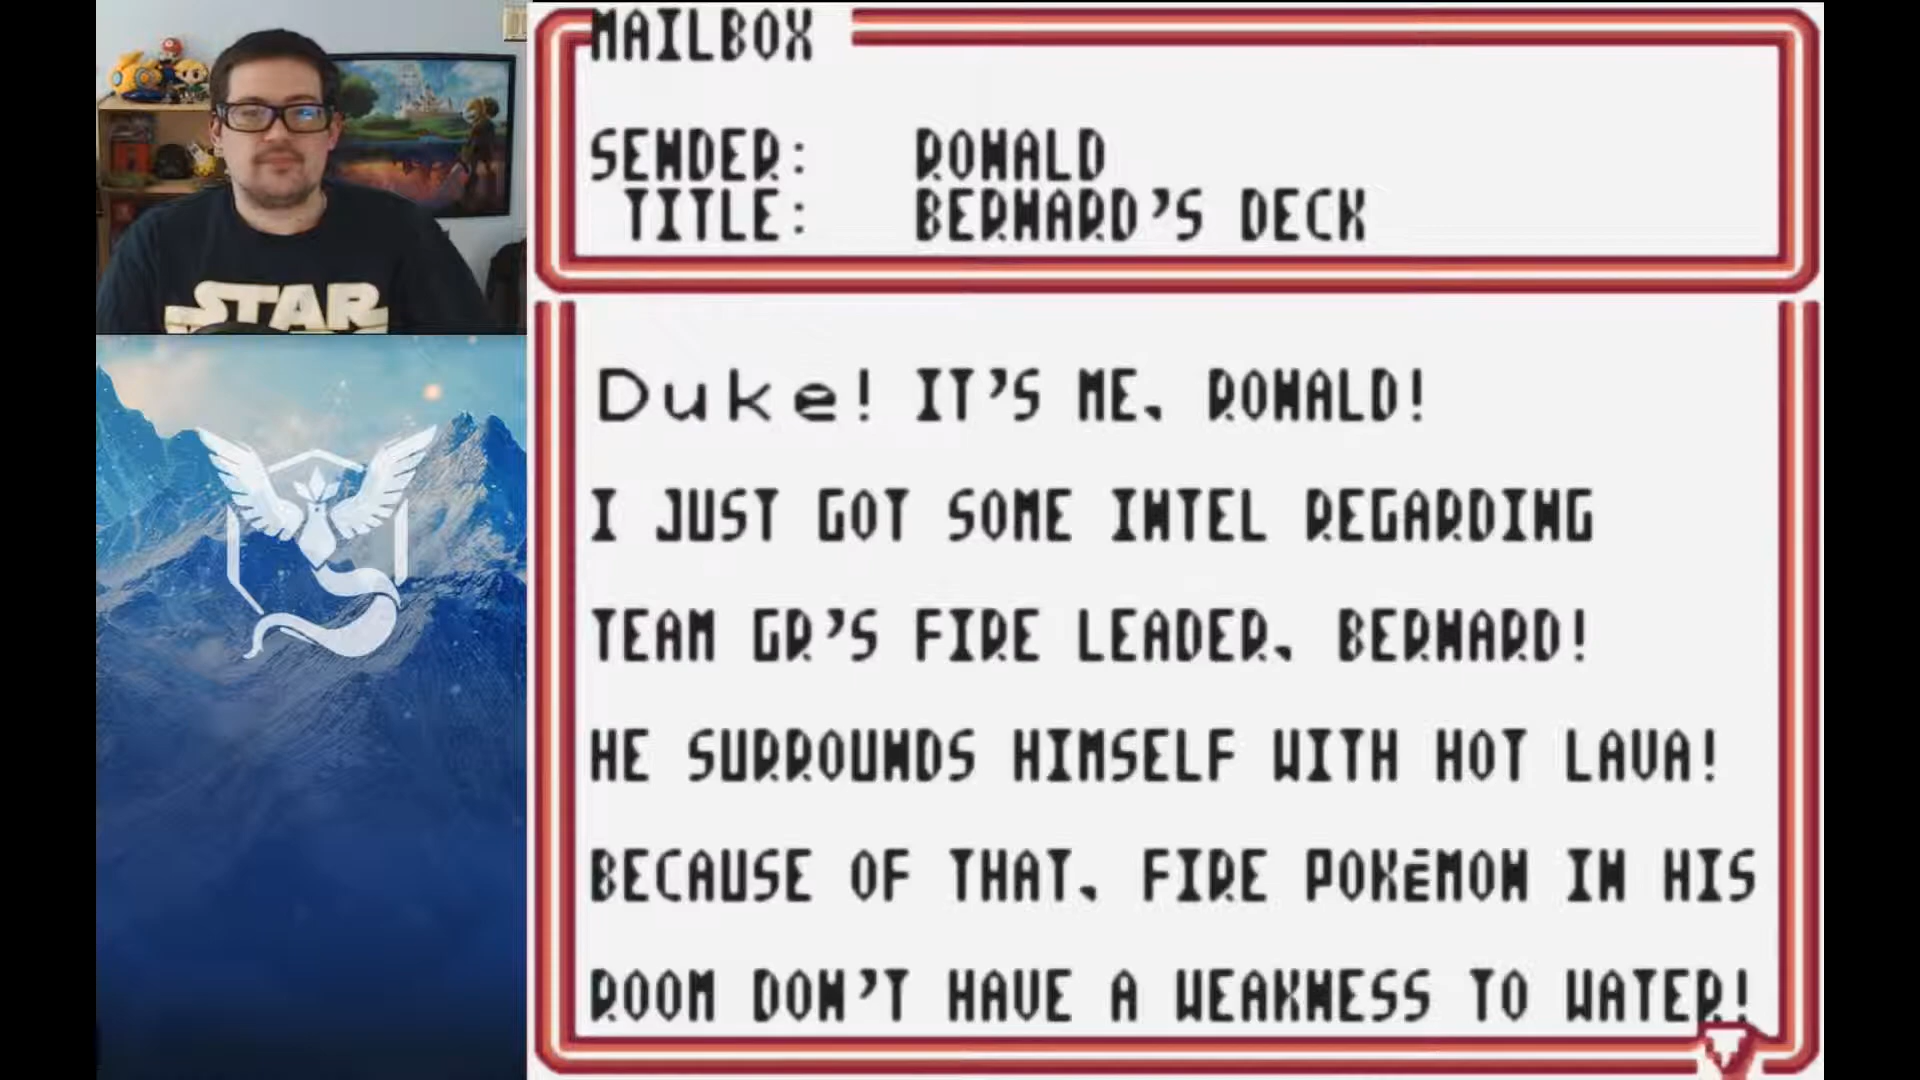 STAR
MAILBOX
SENDER: RONALD
TITLE: BERNARD'S DECK
Duke! IT'S ME, RONALD!
I JUST GOT SOME INTEL REGARDING
TEAM GR'S FIRE LEADER, BERNARD!
HE SURROUNDS HIMSELF WITH HOT LAVA!
BECAUSE OF THAT, FIRE POKéMON IN HIS
ROOM DON'T HAVE A WEAKNESS TO WATER!